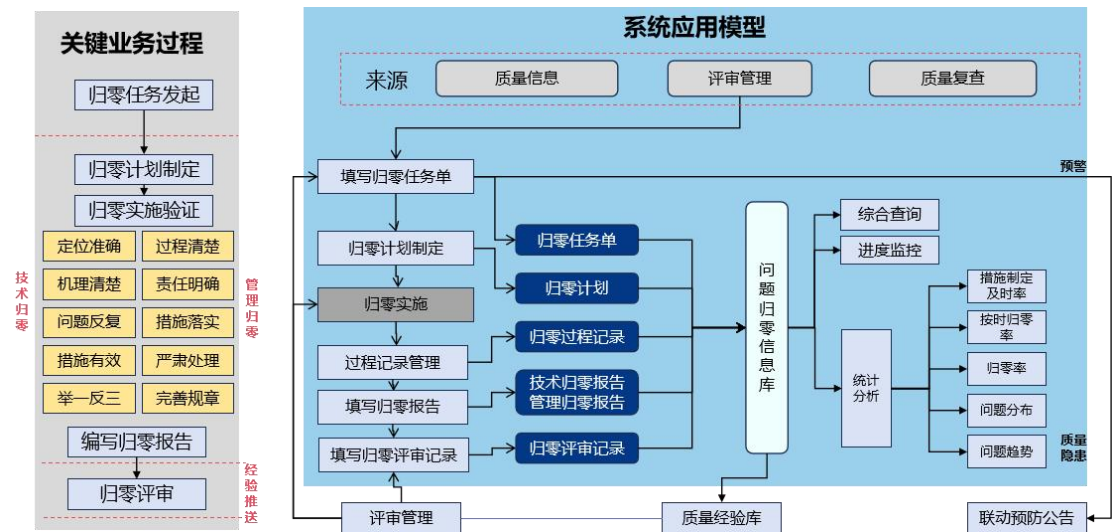 关键业务过程
归零任务发起
归零计划制定
归零实施验证
定位准确
过程清楚
机理清楚
责任明确
问题反复
措施落实
措施有效
严肃处理
举一反三
完善规章
技术归零
管理归零
编写归零报告
归零评审
经验推送
系统应用模型
来源
质量信息
评审管理
质量复查
预警
填写归零任务单
归零计划制定
归零实施
过程记录管理
填写归零报告
填写归零评审记录
归零任务单
归零计划
归零过程记录
技术归零报告
管理归零报告
归零评审记录
问题归零信息库
综合查询
进度监控
统计
分析
措施制定
及时率
按时归零
率
归零率
问题分布
问题趋势
质量
隐患
评审管理
质量经验库
联动预防公告